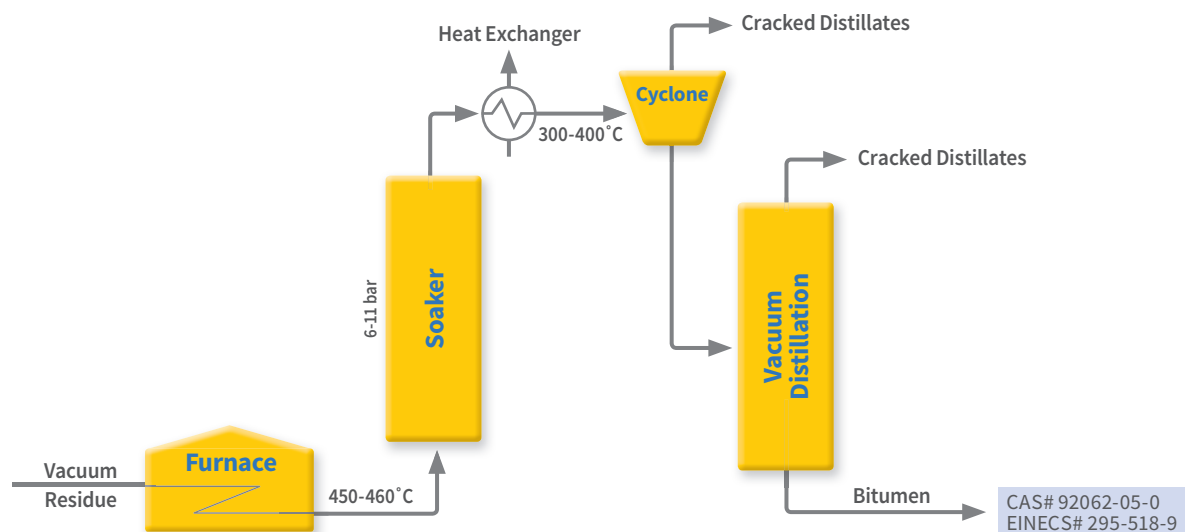 Cracked Distillates
Heat Exchanger
Cyclone
300-400˚C
Cracked Distillates
6-11 bar
Soaker
Vacuum
Distillation
Furnace
Vacuum
Residue
450-460˚C
Bitumen
CAS# 92062-05-0
EINECS# 295-518-9